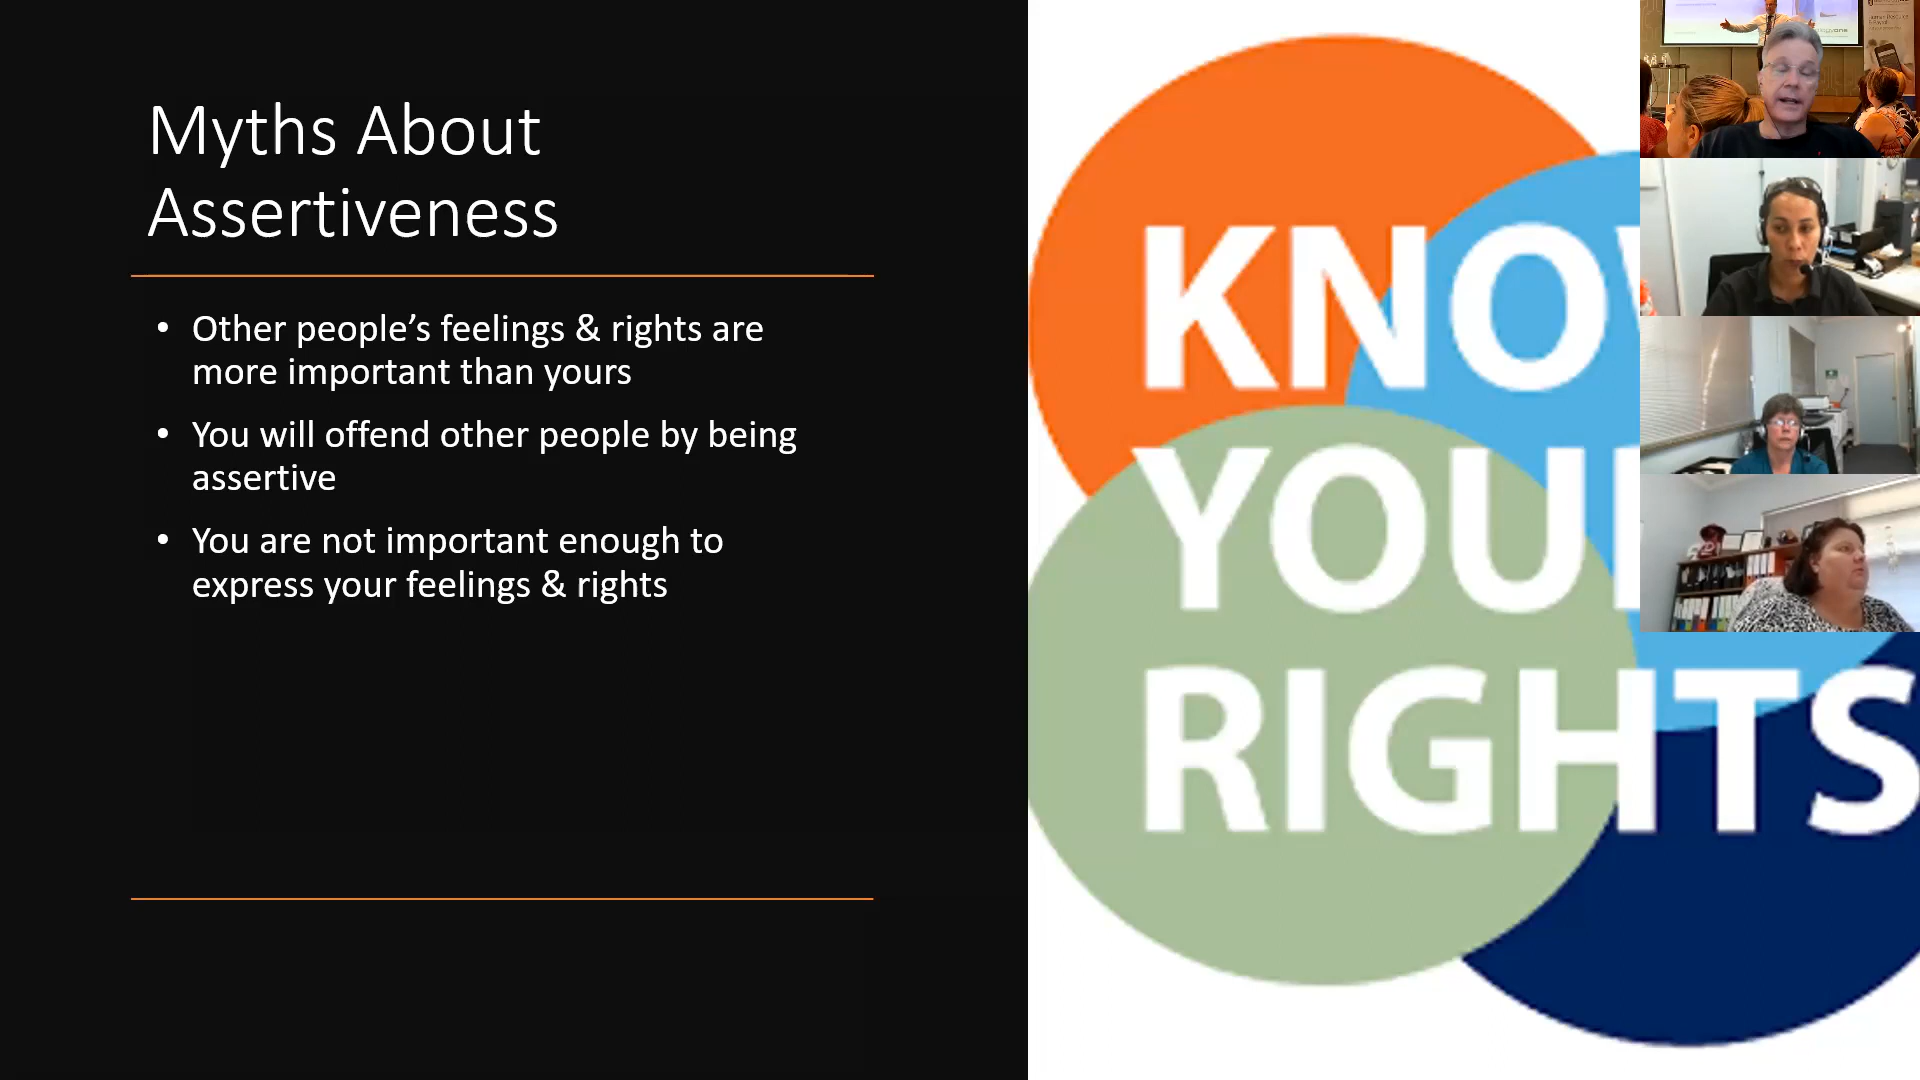 Myths About
Assertiveness
• Other people’s feelings & rights are
more important than yours
• You will offend other people by being
assertive
• You are not important enough to
express your feelings & rights
KNO
YOU
RIGHTS